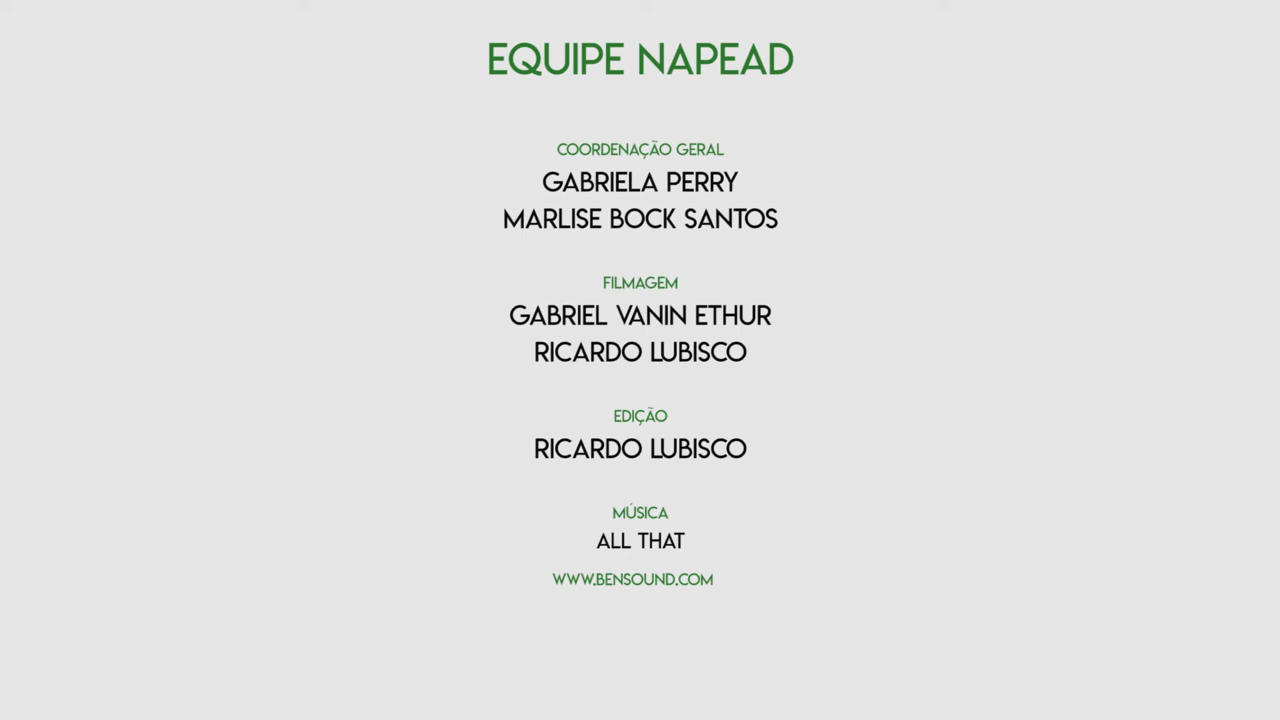 EQUIPE NAPEAD
COORDENAÇÃO GERAL
GABRIELA PERRY
MARLISE BOCK SANTOS
FILMAGEM
GABRIEL VANIN ETHUR
RICARDO LUBISCO
EDIÇÃO
RICARDO LUBISCO
MÚSICA
ALL THAT
WWW.BENSOUND.COM